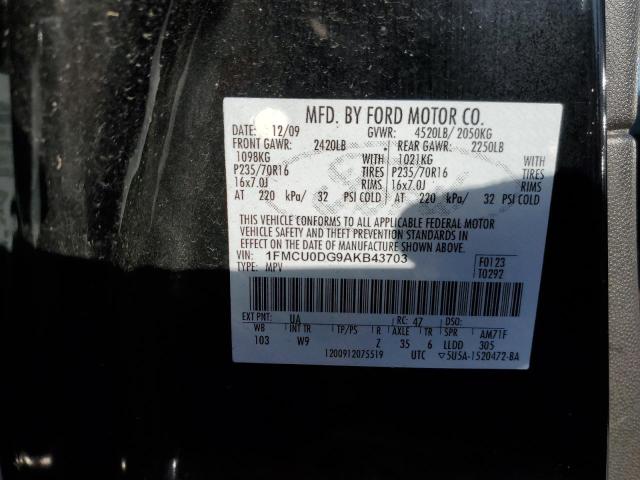 MFD. BY FORD MOTOR CO.
DATE: 12/09 GVWR: 4520LB/ 2050KG
FRONT GAWR: 2420LB REAR GAWR: 2250LB
1098KG WITH 1021KG WITH
P235/70R16 TIRES P235/70R16 TIRES
16x7.0J RIMS 16x7.0J RIMS
AT 220 kPa/ 32 PSI COLD AT 220 kPa/ 32 PSI COLD
THIS VEHICLE CONFORMS TO ALL APPLICABLE FEDERAL MOTOR
VEHICLE SAFETY AND THEFT PREVENTION STANDARDS IN
EFFECT ON THE DATE OF MANUFACTURE SHOWN ABOVE.
VIN: 1FMCU0DG9AKB43703 F0123
TYPE: MPV T0292
EXT PNT: UA RC: 47 DSO:
WB INT TR TP/PS R AXLE TR SPR AM71F
103 W9 Z 35 6 LLDD 305
1200912075519 UTC 5U5A-1520472-BA